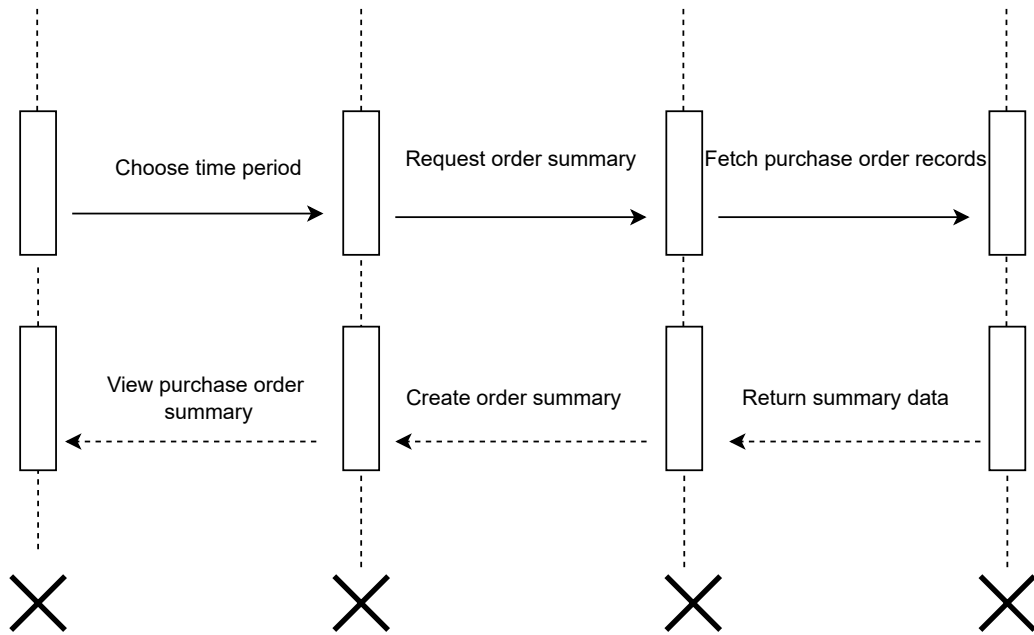 Choose time period
Request order summary
Fetch purchase order records
View purchase order
summary
Create order summary
Return summary data